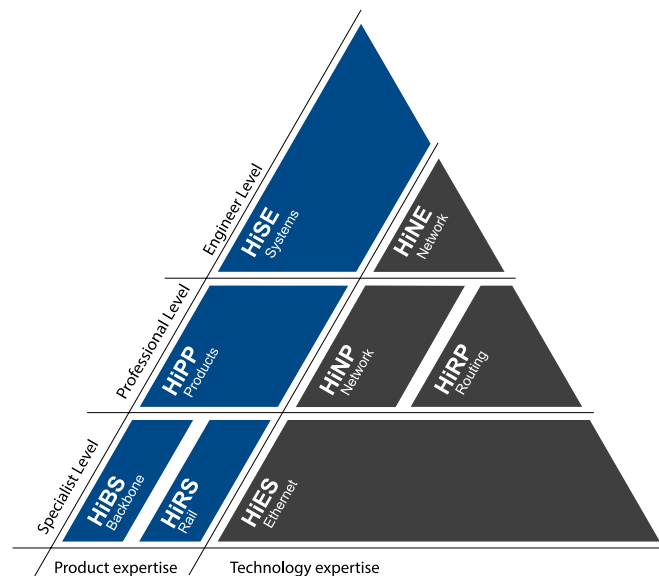 Engineer Level
HiSE
Systems
HiNE
Network
Professional Level
HiPP
Products
HiNP
Network
HiRP
Routing
Specialist Level
HiBS
Backbone
HiRS
Rail
HiES
Ethernet
Product expertise
Technology expertise